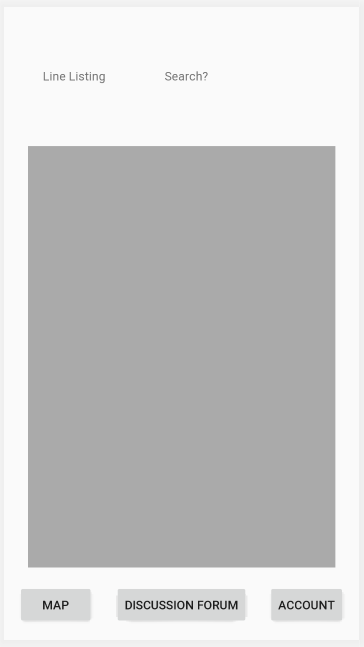 Line Listing Search?
MAP DISCUSSION FORUM ACCOUNT